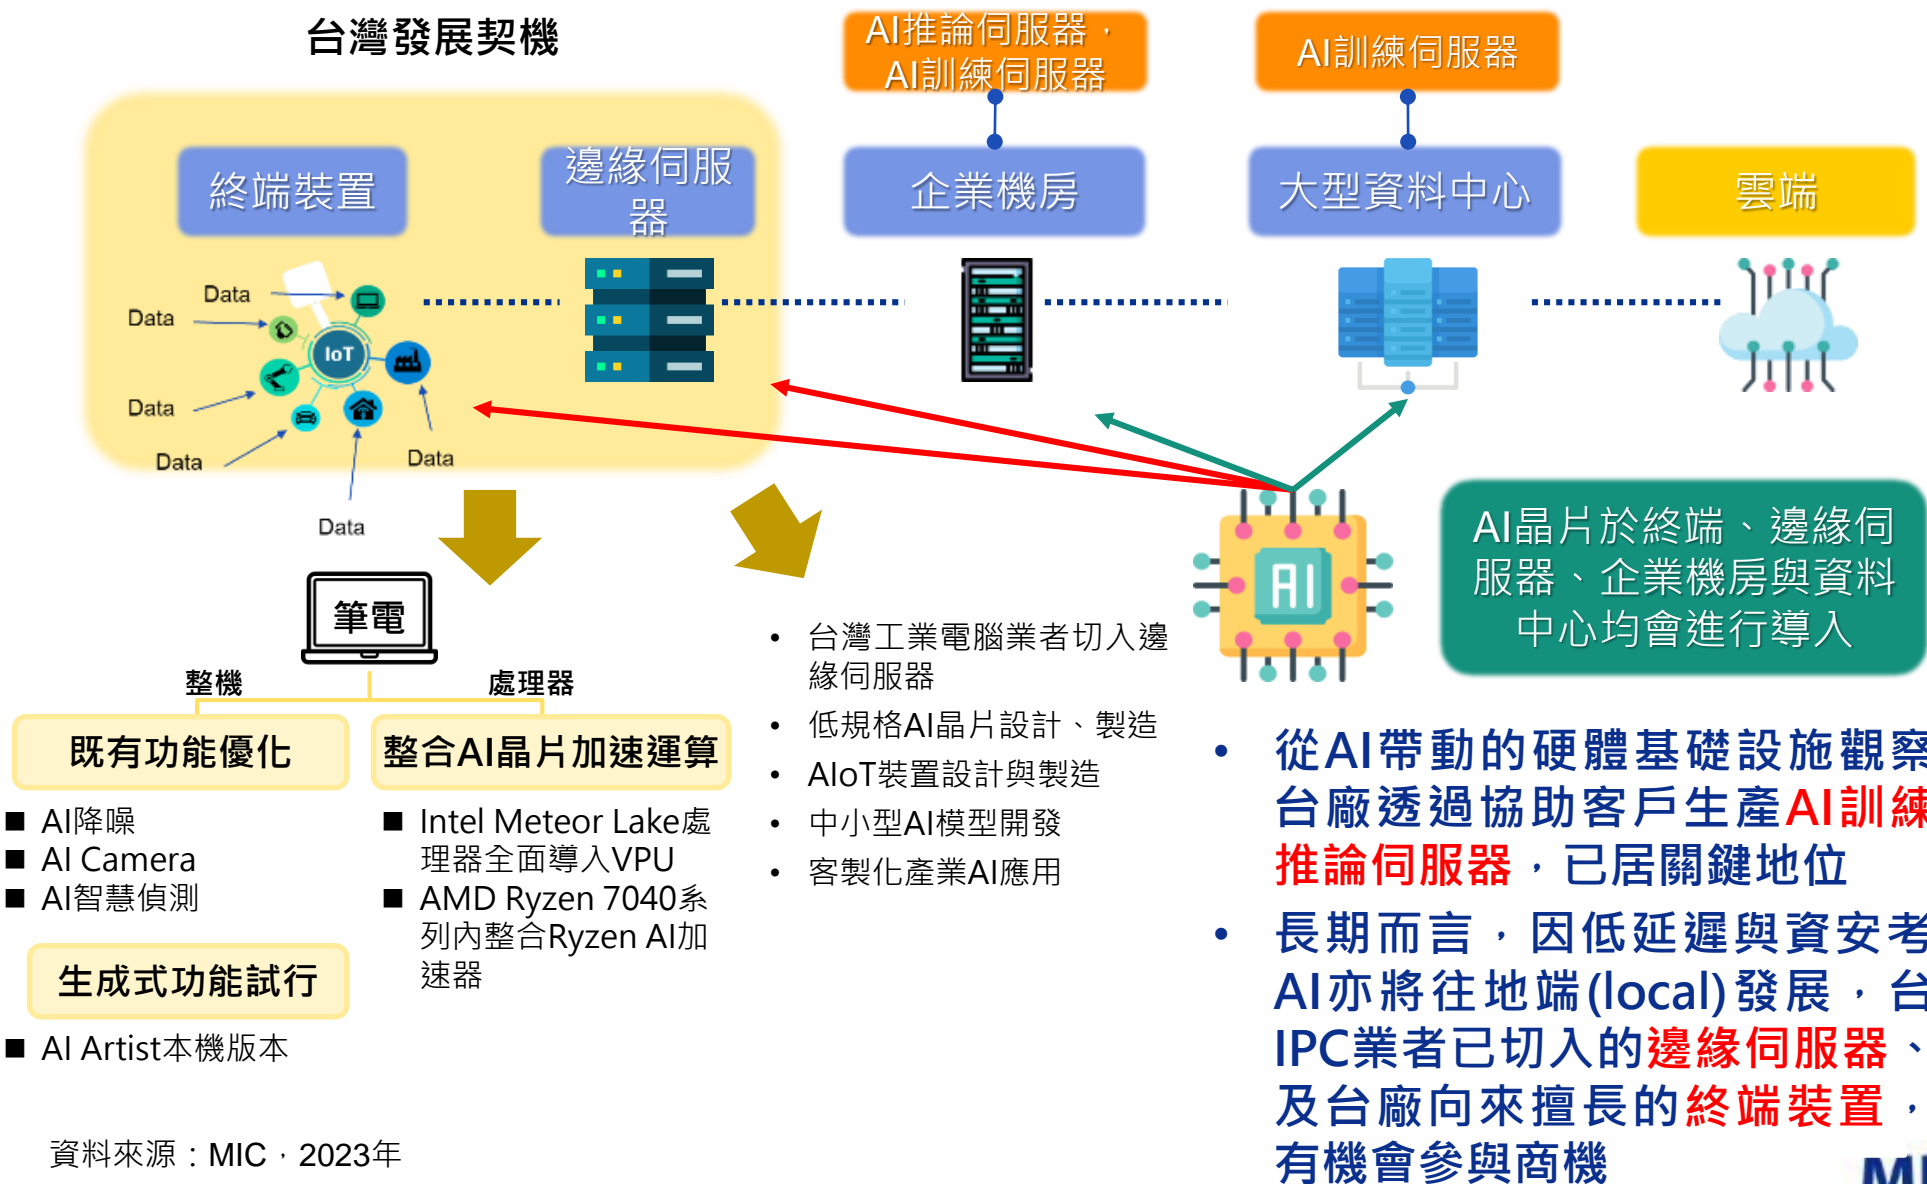 台灣發展契機
AI推論伺服器，
AI訓練伺服器
AI訓練伺服器
終端裝置
邊緣伺服
器
企業機房
大型資料中心
雲端
Data
Data
Data
Data
Data
Data
IoT
AI
AI晶片於終端、邊緣伺
服器、企業機房與資料
中心均會進行導入
筆電
整機
處理器
既有功能優化
■ AI降噪
■ AI Camera
■ AI智慧偵測
生成式功能試行
■ AI Artist本機版本
整合AI晶片加速運算
■ Intel Meteor Lake處
理器全面導入VPU
■ AMD Ryzen 7040系
列內整合Ryzen AI加
速器
• 台灣工業電腦業者切入邊
緣伺服器
• 低規格AI晶片設計、製造
• AIoT裝置設計與製造
• 中小型AI模型開發
• 客製化產業AI應用
• 從AI帶動的硬體基礎設施觀察
台廠透過協助客戶生產AI訓練
推論伺服器，已居關鍵地位
• 長期而言，因低延遲與資安考
AI亦將往地端(local)發展，台
IPC業者已切入的邊緣伺服器、
及台廠向來擅長的終端裝置，
有機會參與商機
資料來源：MIC，2023年